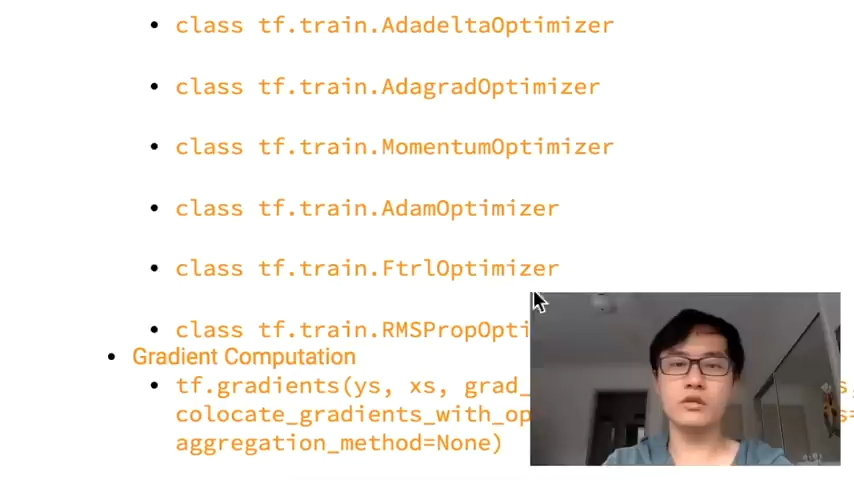 class tf.train.AdadeltaOptimizer
class tf.train.AdagradOptimizer
class tf.train.MomentumOptimizer
class tf.train.AdamOptimizer
class tf.train.FtrlOptimizer
class tf.train.RMSPropOpti
Gradient Computation
tf.gradients(ys, xs, grad_
colocate_gradients_with_op
aggregation_method=None)